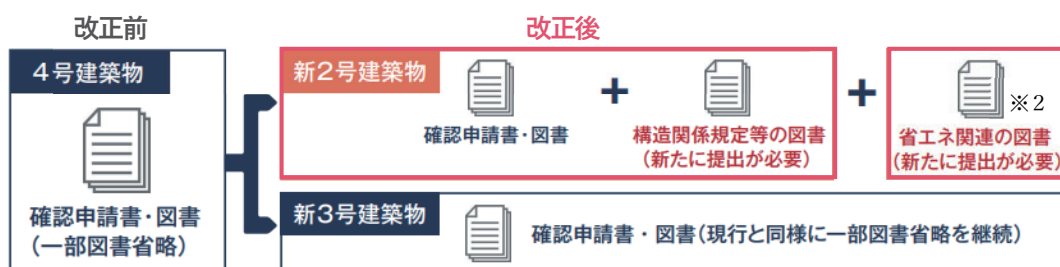 改正前
改正後
4号建築物
確認申請書・図書
(一部図書省略)
新2号建築物
確認申請書・図書
+
構造関係規定等の図書
(新たに提出が必要)
+
※2
省エネ関連の図書
(新たに提出が必要)
新3号建築物
確認申請書・図書(現行と同様に一部図書省略を継続)